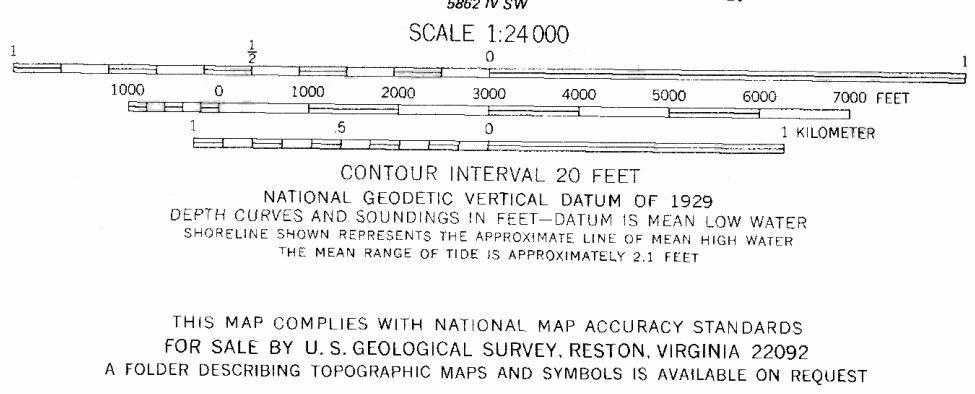 5862 IV SW
SCALE 1:24 000
1 1/2 0 1
1000 0 1000 2000 3000 4000 5000 6000 7000 FEET
1 .5 0 1 KILOMETER
CONTOUR INTERVAL 20 FEET
NATIONAL GEODETIC VERTICAL DATUM OF 1929
DEPTH CURVES AND SOUNDINGS IN FEET—DATUM IS MEAN LOW WATER
SHORELINE SHOWN REPRESENTS THE APPROXIMATE LINE OF MEAN HIGH WATER
THE MEAN RANGE OF TIDE IS APPROXIMATELY 2.1 FEET
THIS MAP COMPLIES WITH NATIONAL MAP ACCURACY STANDARDS
FOR SALE BY U. S. GEOLOGICAL SURVEY, RESTON, VIRGINIA 22092
A FOLDER DESCRIBING TOPOGRAPHIC MAPS AND SYMBOLS IS AVAILABLE ON REQUEST